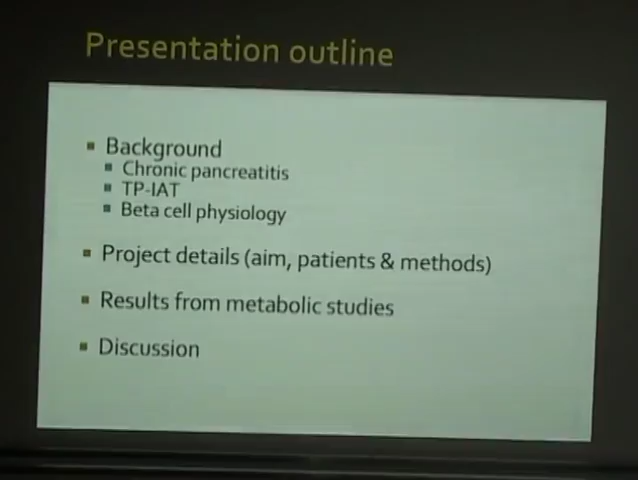 Presentation outline
Background
Chronic pancreatitis
TP-IAT
Beta cell physiology
Project details (aim, patients & methods)
Results from metabolic studies
Discussion